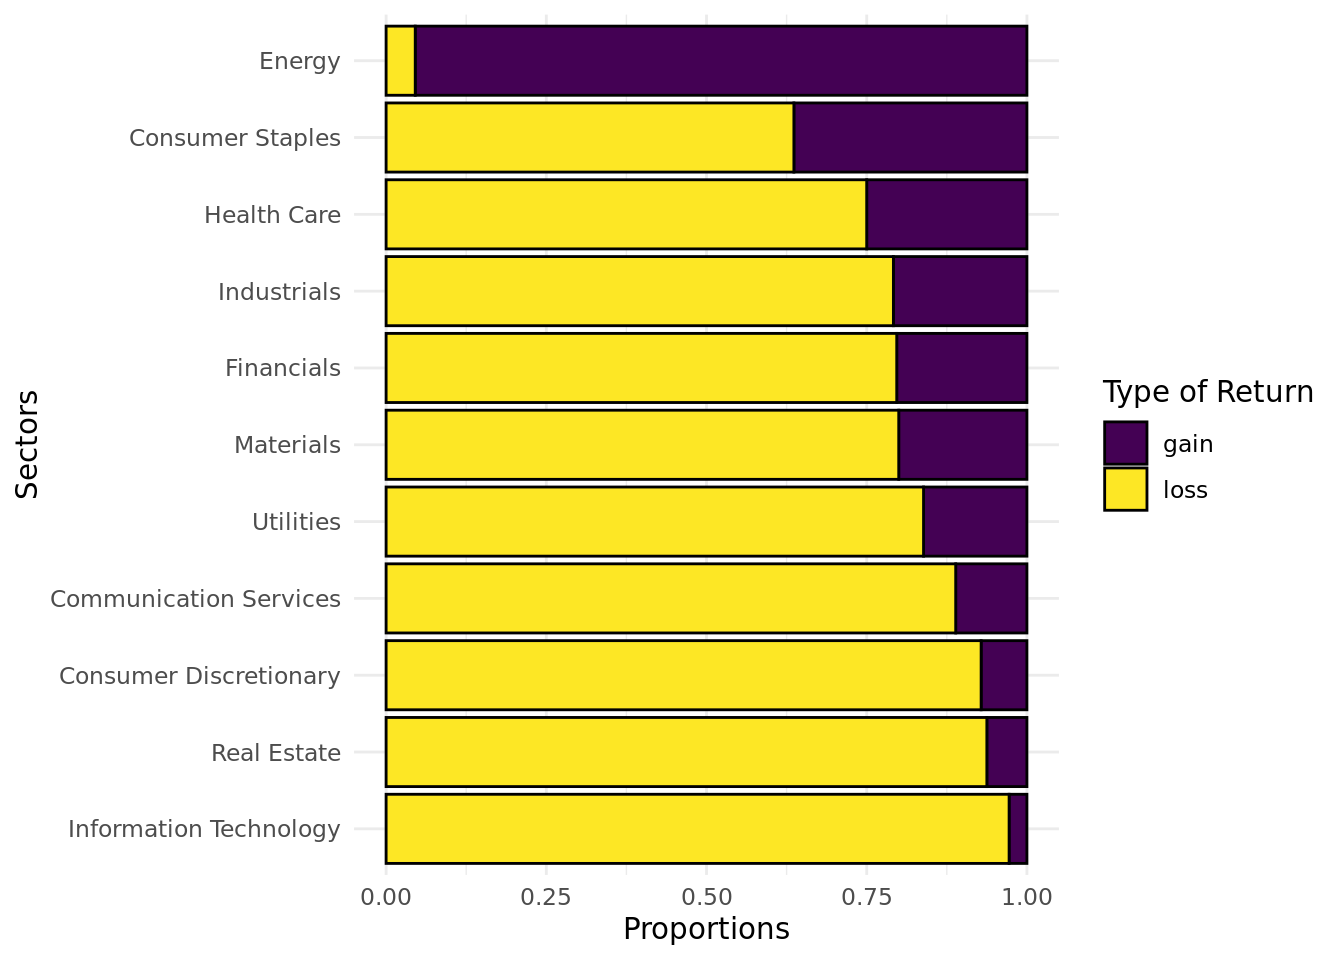 Energy
Consumer Staples
Health Care
Industrials
Financials
Materials
Utilities
Communication Services
Consumer Discretionary
Real Estate
Information Technology
Sectors
0.00
0.25
0.50
0.75
1.00
Proportions
Type of Return
gain
loss